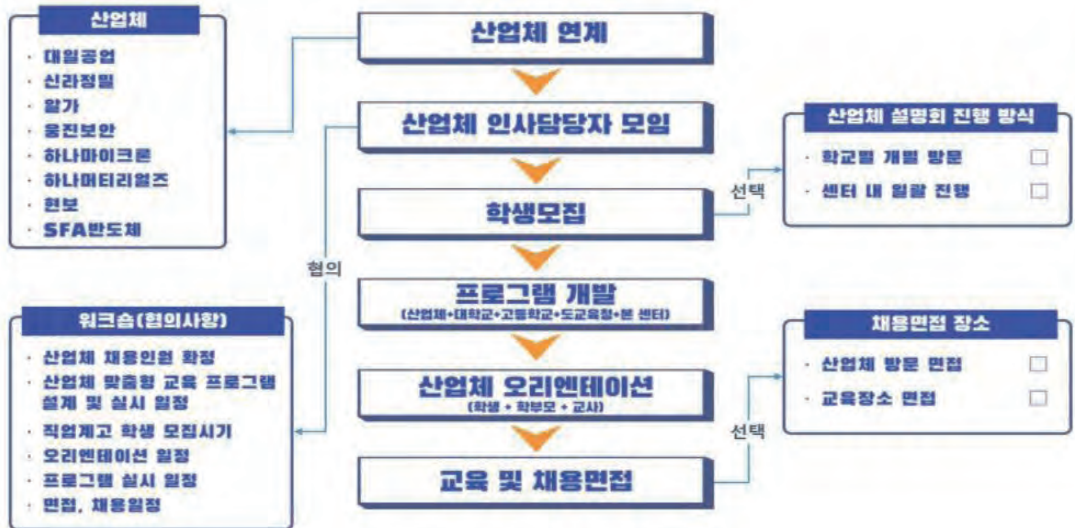 산업체
· 대일공업
· 신라정밀
· 알가
· 웅진보안
· 하나마이크론
· 하나머티리얼즈
· 현보
· SFA반도체
산업체 연계
산업체 인사담당자 모임
학생모집
프로그램 개발
(산업체+대학교+고등학교+도교육청+본 센터)
산업체 오리엔테이션
(학생 + 학부모 + 교사)
교육 및 채용면접
협의
워크숍(협의사항)
· 산업체 채용인원 확정
· 산업체 맞춤형 교육 프로그램
설계 및 실시 일정
· 직업계고 학생 모집시기
· 오리엔테이션 일정
· 프로그램 실시 일정
· 면접, 채용일정
선택
산업체 설명회 진행 방식
· 학교별 개별 방문 □
· 센터 내 일괄 진행 □
선택
채용면접 장소
· 산업체 방문 면접 □
· 교육장소 면접 □